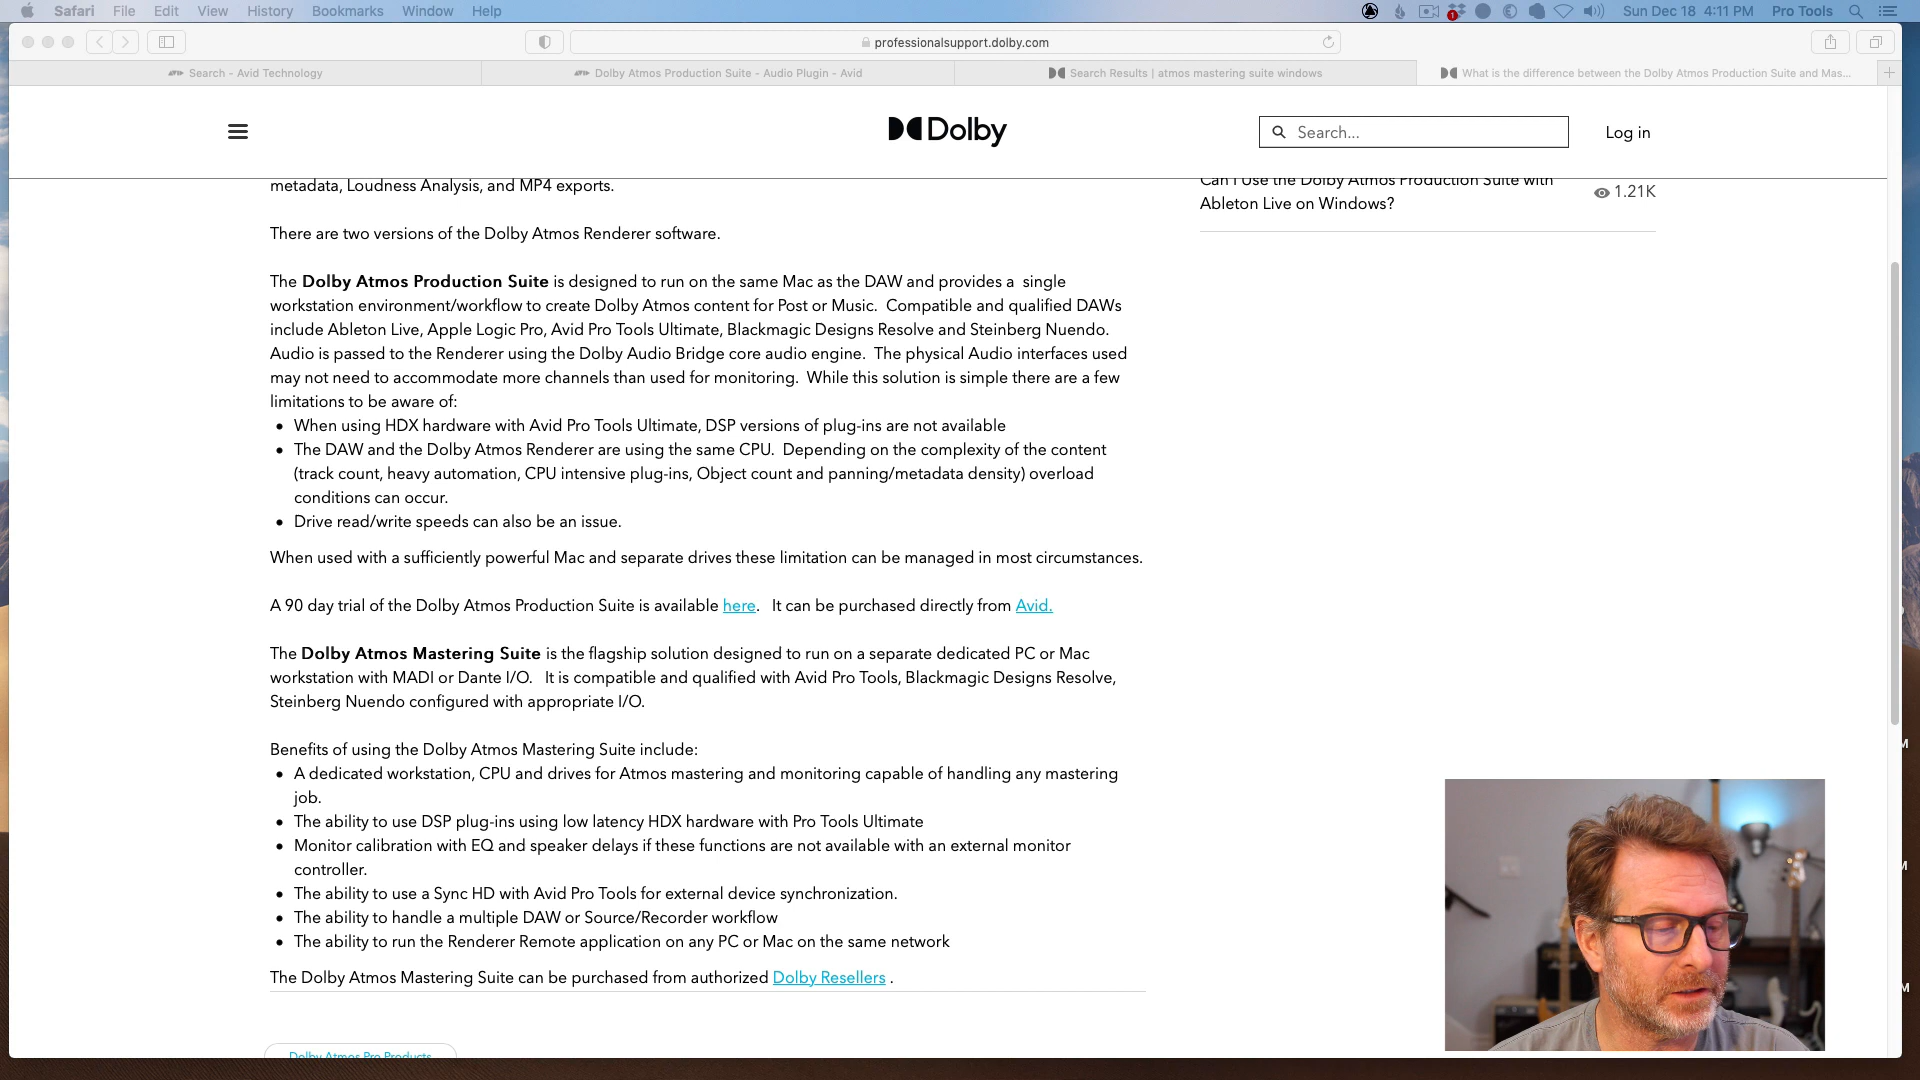 Safari File Edit View History Bookmarks Window Help
1
Sun Dec 18 4:11 PM Pro Tools
professionalsupport.dolby.com
Search - Avid Technology
Dolby Atmos Production Suite - Audio Plugin - Avid
Search Results | atmos mastering suite windows
What is the difference between the Dolby Atmos Production Suite and Mas...
Dolby
Search...
Log in
metadata, Loudness Analysis, and MP4 exports.
There are two versions of the Dolby Atmos Renderer software.
The Dolby Atmos Production Suite is designed to run on the same Mac as the DAW and provides a single
workstation environment/workflow to create Dolby Atmos content for Post or Music. Compatible and qualified DAWs
include Ableton Live, Apple Logic Pro, Avid Pro Tools Ultimate, Blackmagic Designs Resolve and Steinberg Nuendo.
Audio is passed to the Renderer using the Dolby Audio Bridge core audio engine. The physical Audio interfaces used
may not need to accommodate more channels than used for monitoring. While this solution is simple there are a few
limitations to be aware of:
• When using HDX hardware with Avid Pro Tools Ultimate, DSP versions of plug-ins are not available
• The DAW and the Dolby Atmos Renderer are using the same CPU. Depending on the complexity of the content
(track count, heavy automation, CPU intensive plug-ins, Object count and panning/metadata density) overload
conditions can occur.
• Drive read/write speeds can also be an issue.
When used with a sufficiently powerful Mac and separate drives these limitation can be managed in most circumstances.
A 90 day trial of the Dolby Atmos Production Suite is available here. It can be purchased directly from Avid.
The Dolby Atmos Mastering Suite is the flagship solution designed to run on a separate dedicated PC or Mac
workstation with MADI or Dante I/O. It is compatible and qualified with Avid Pro Tools, Blackmagic Designs Resolve,
Steinberg Nuendo configured with appropriate I/O.
Benefits of using the Dolby Atmos Mastering Suite include:
• A dedicated workstation, CPU and drives for Atmos mastering and monitoring capable of handling any mastering
job.
• The ability to use DSP plug-ins using low latency HDX hardware with Pro Tools Ultimate
• Monitor calibration with EQ and speaker delays if these functions are not available with an external monitor
controller.
• The ability to use a Sync HD with Avid Pro Tools for external device synchronization.
• The ability to handle a multiple DAW or Source/Recorder workflow
• The ability to run the Renderer Remote application on any PC or Mac on the same network
The Dolby Atmos Mastering Suite can be purchased from authorized Dolby Resellers .
Dolby Atmos Pro Products
Can I Use the Dolby Atmos Production Suite with
Ableton Live on Windows?
1.21K